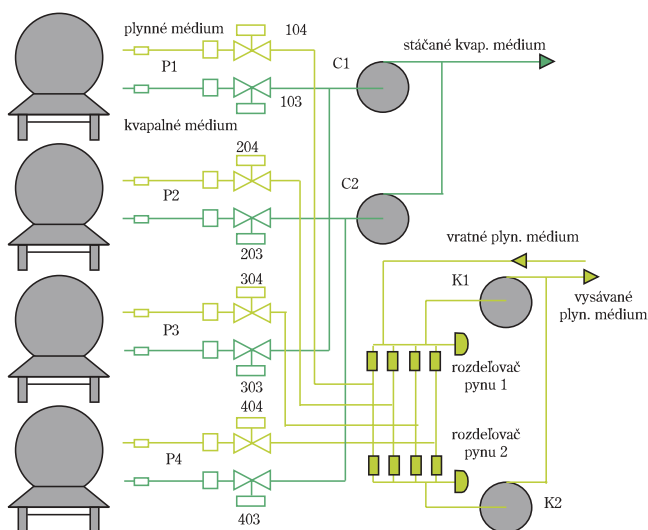 plynné médium
104
P1
C1
stáčané kvap. médium
103
kvapalné médium
204
P2
C2
203
vratné plyn. médium
304
K1
vysávané
plyn. médium
P3
rozdeľovač
pynu 1
303
404
rozdeľovač
pynu 2
P4
K2
403